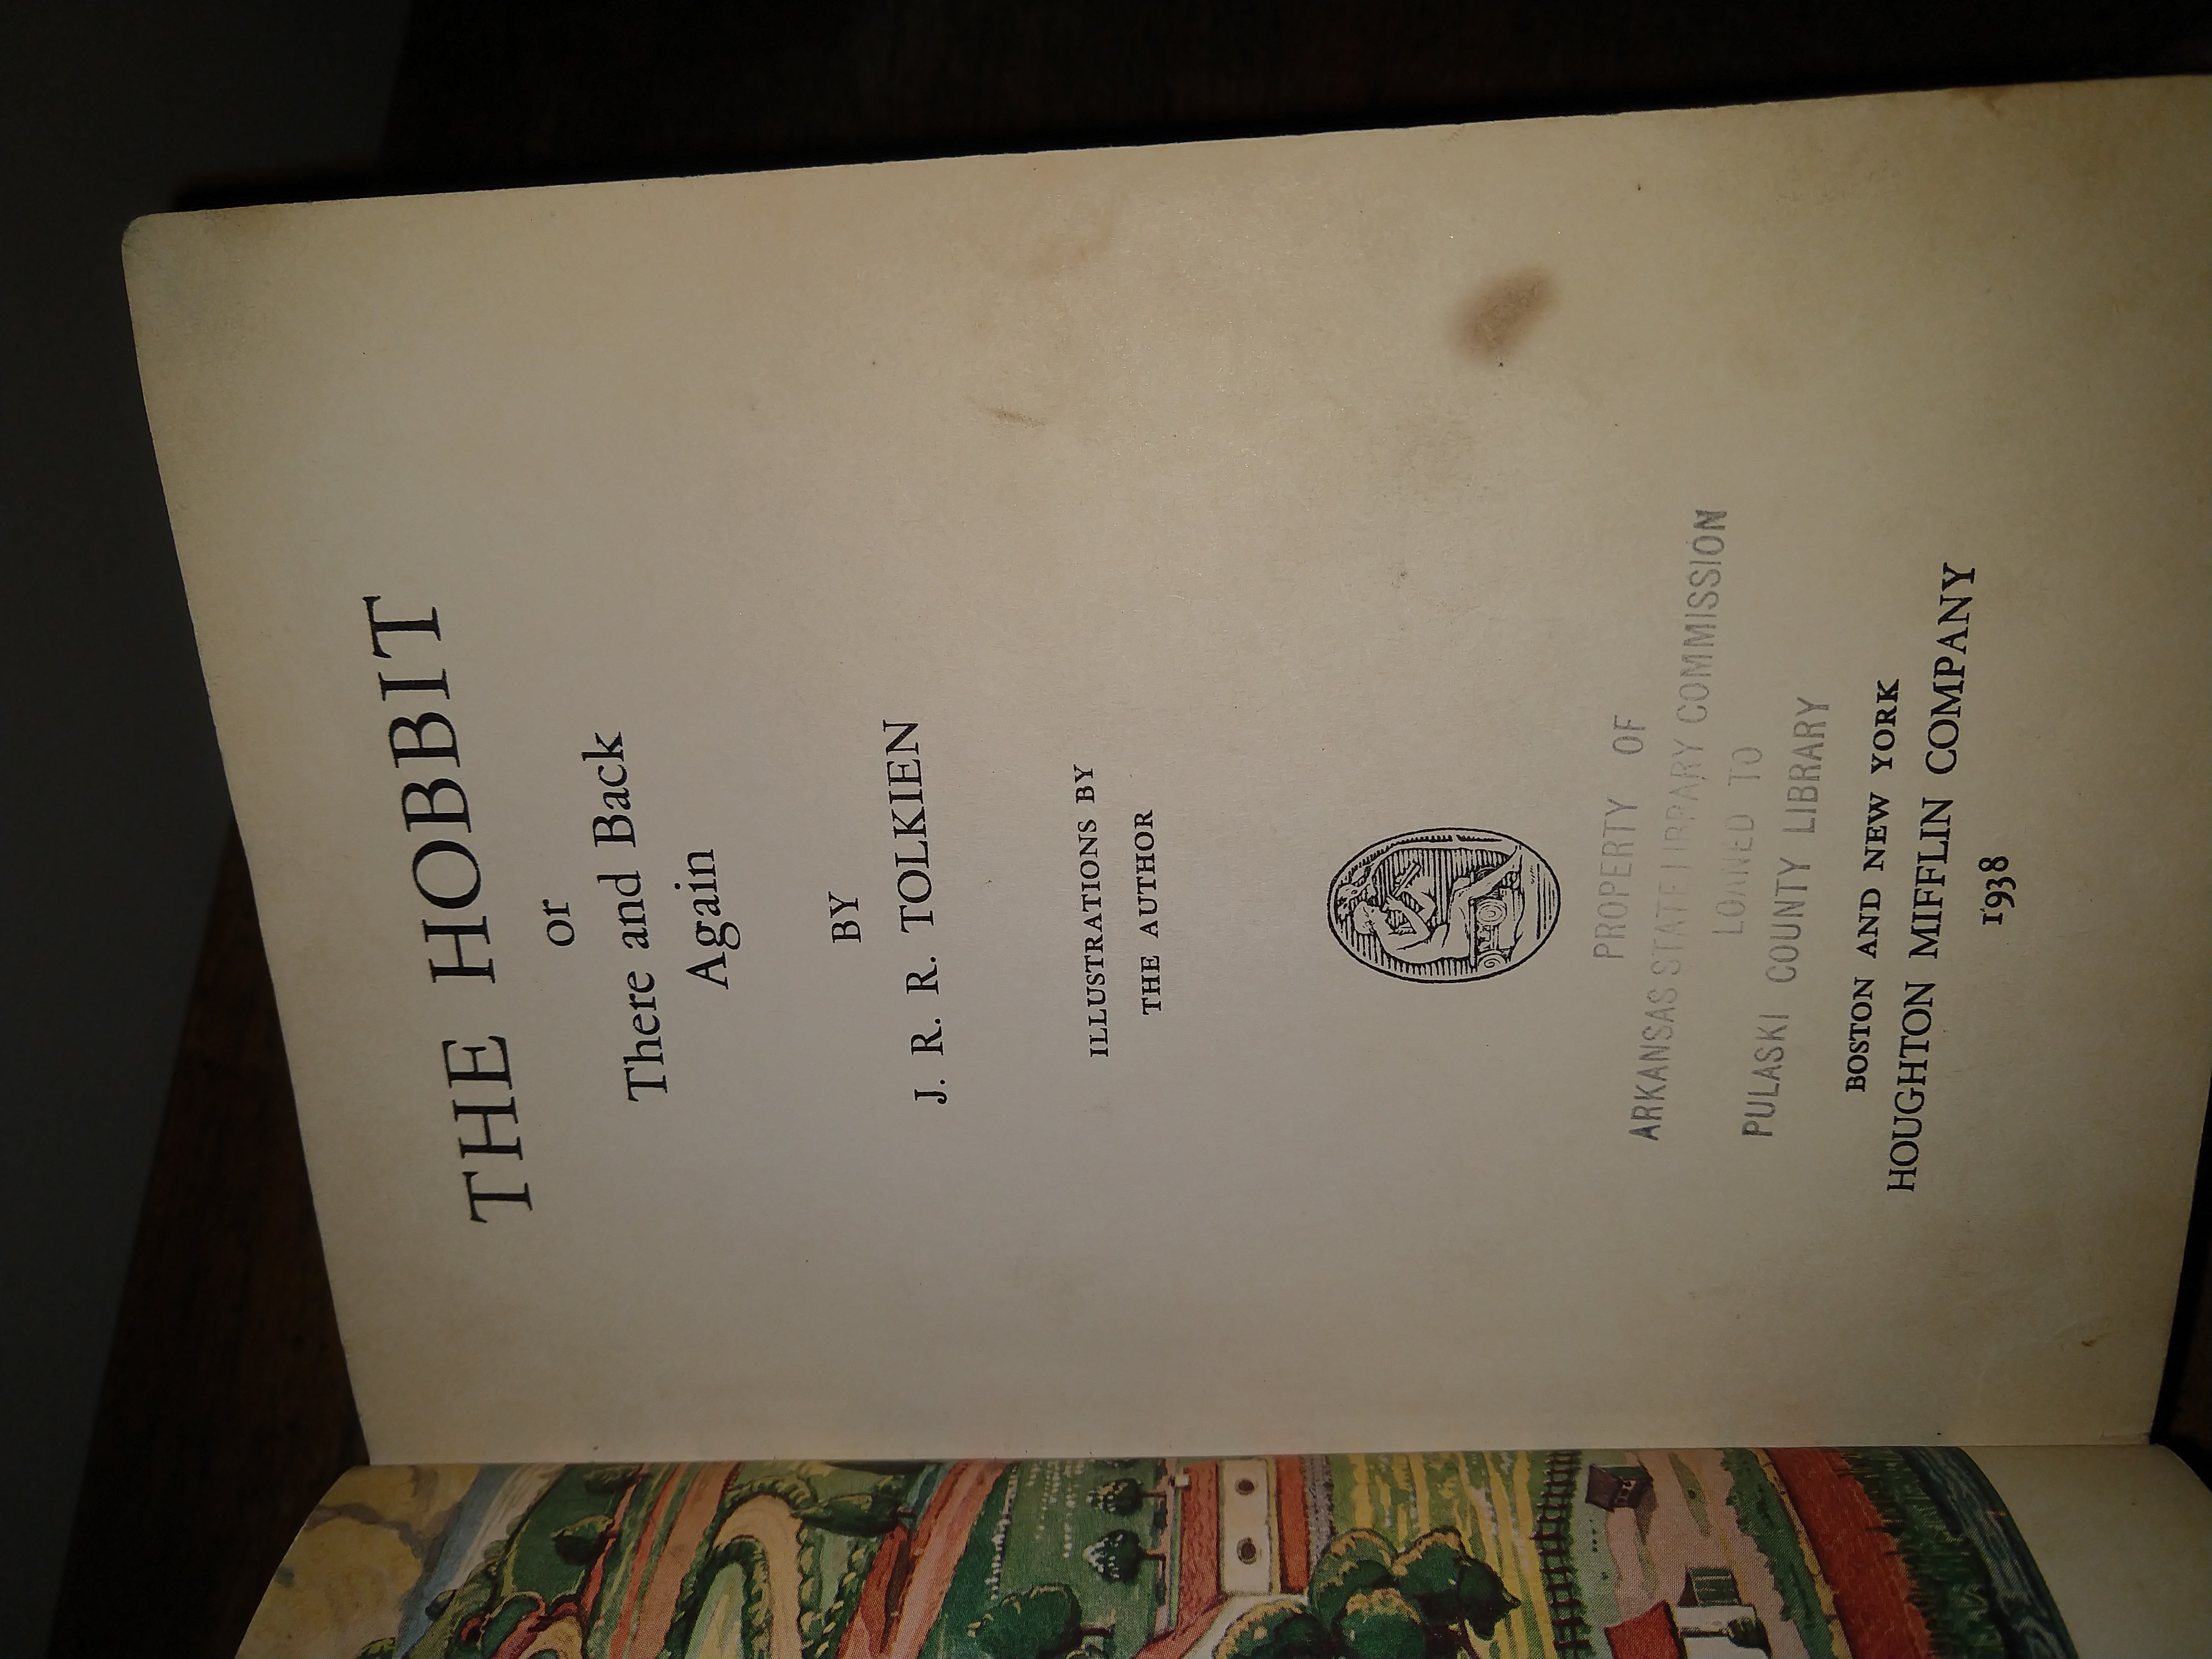 THE HOBBIT
or
There and Back
Again
BY
J. R. R. TOLKIEN
ILLUSTRATIONS BY
THE AUTHOR
PROPERTY OF
ARKANSAS STATE LIBRARY COMMISSION
LOANED TO
PULASKI COUNTY LIBRARY
BOSTON AND NEW YORK
HOUGHTON MIFFLIN COMPANY
1938